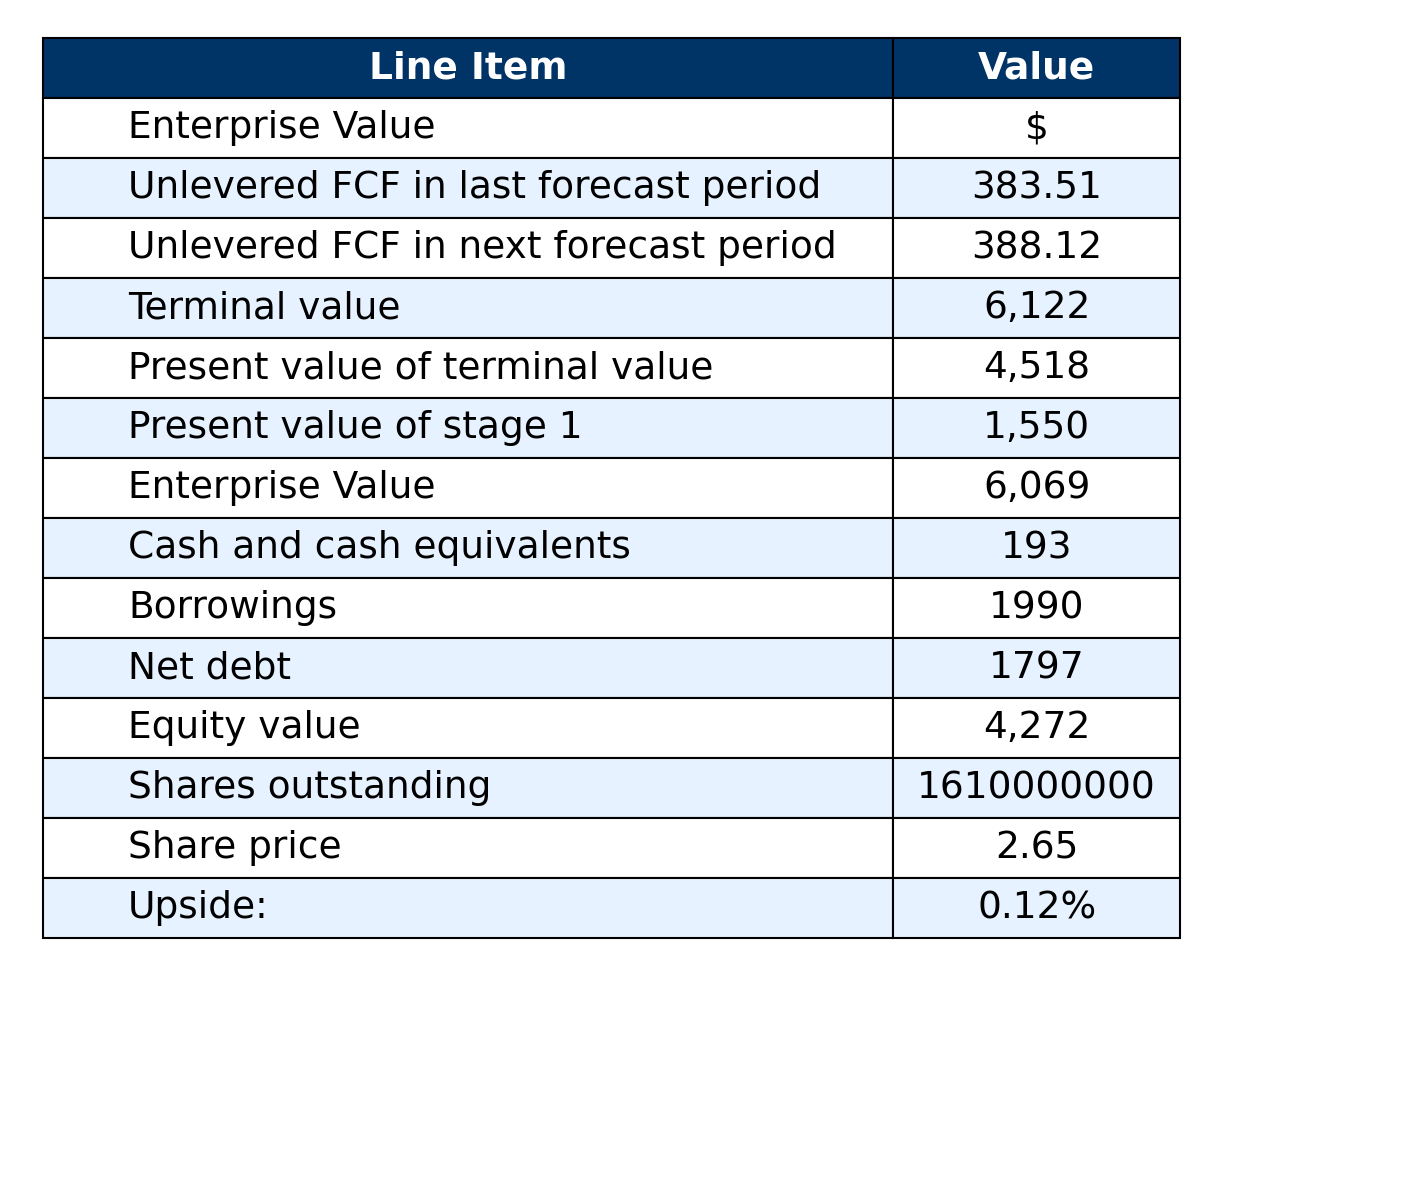 Line Item Value
Enterprise Value $
Unlevered FCF in last forecast period 383.51
Unlevered FCF in next forecast period 388.12
Terminal value 6,122
Present value of terminal value 4,518
Present value of stage 1 1,550
Enterprise Value 6,069
Cash and cash equivalents 193
Borrowings 1990
Net debt 1797
Equity value 4,272
Shares outstanding 1610000000
Share price 2.65
Upside: 0.12%